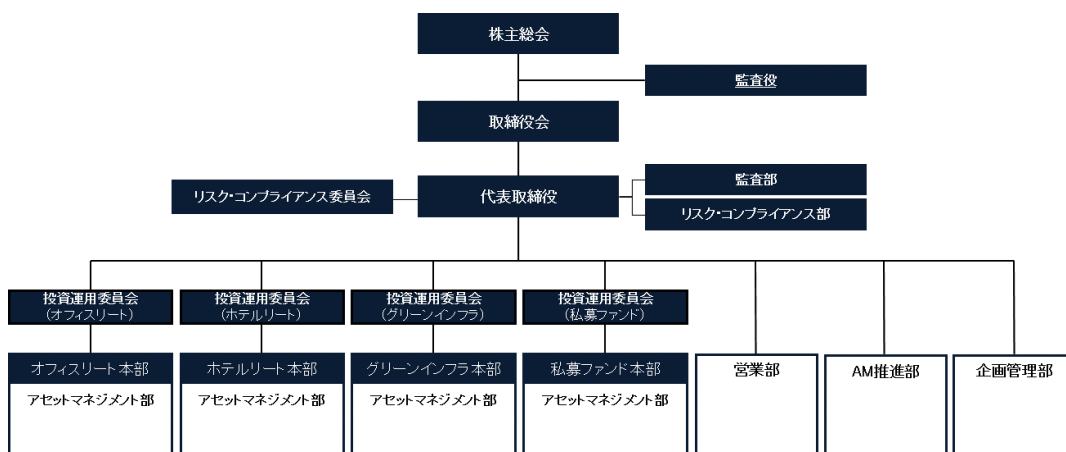 株主総会
監査役
取締役会
リスク・コンプライアンス委員会
代表取締役
監査部
リスク・コンプライアンス部
投資運用委員会
(オフィスリート)
投資運用委員会
(ホテルリート)
投資運用委員会
(グリーンインフラ)
投資運用委員会
(私募ファンド)
オフィスリート本部
アセットマネジメント部
ホテルリート本部
アセットマネジメント部
グリーンインフラ本部
アセットマネジメント部
私募ファンド本部
アセットマネジメント部
営業部
AM推進部
企画管理部